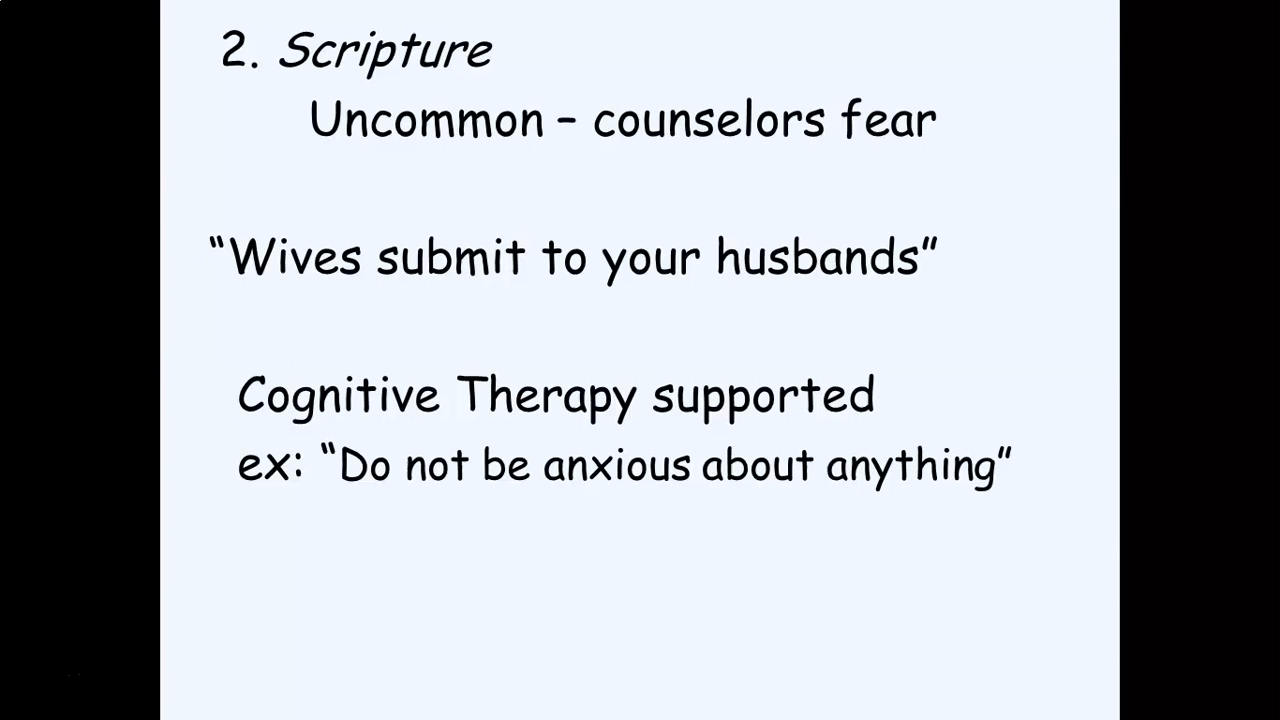 2. Scripture
Uncommon – counselors fear
“Wives submit to your husbands”
Cognitive Therapy supported
ex: “Do not be anxious about anything”